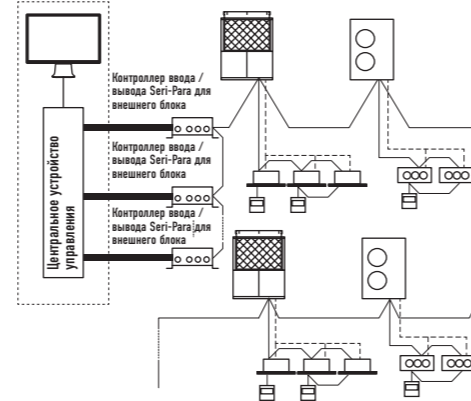 Контроллер ввода /
вывода Seri-Para для
внешнего блока
Контроллер ввода /
вывода Seri-Para для
внешнего блока
Контроллер ввода /
вывода Seri-Para для
внешнего блока
Центральное устройство
управления